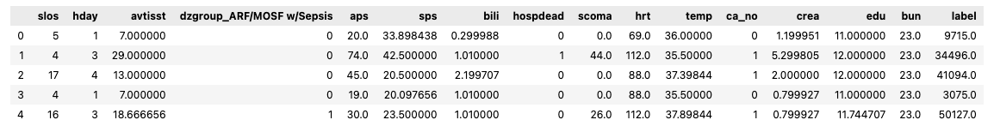 slos hday avtisst dzgroup_ARF/MOSF w/Sepsis aps sps bili hospdead scoma hrt temp ca_no crea edu bun label
0 5 1 7.000000 0 20.0 33.898438 0.299988 0 0.0 69.0 36.00000 0 1.199951 11.000000 23.0 9715.0
1 4 3 29.000000 0 74.0 42.500000 1.010000 1 44.0 112.0 35.50000 1 5.299805 12.000000 23.0 34496.0
2 17 4 13.000000 0 45.0 20.500000 2.199707 0 0.0 88.0 37.39844 1 2.000000 12.000000 23.0 41094.0
3 4 1 7.000000 0 19.0 20.097656 1.010000 0 0.0 88.0 35.50000 0 0.799927 11.000000 23.0 3075.0
4 16 3 18.666656 1 30.0 23.500000 1.010000 0 26.0 112.0 37.89844 1 0.799927 11.744707 23.0 50127.0